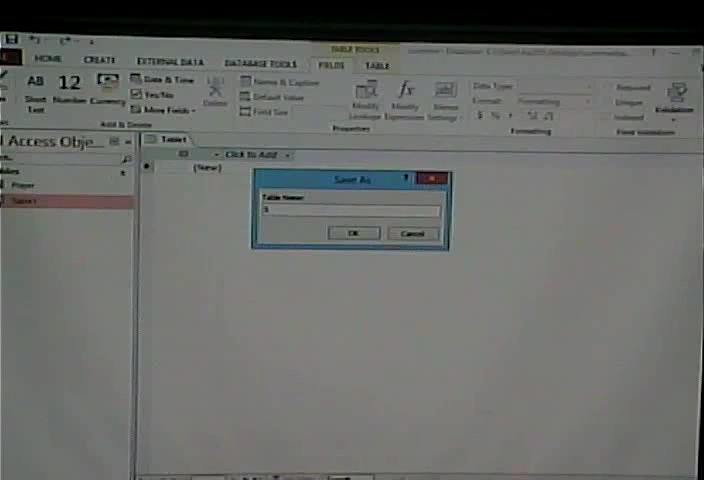 TABLE TOOLS
HOME CREATE EXTERNAL DATA DATABASE TOOLS FIELDS TABLE
AB 12
Short Text
Number
Currency
Date & Time
Yes/No
More Fields
Delete
Name & Caption
Default Value
Field Size
Modify Lookups
fx
Modify Expression
Memo Settings
Data Type:
Format: Formatting
$ % ,
Required
Unique
Indexed
Validation
Add & Delete
Properties
Formatting
Field Validation
Access Obje...
Player
Table1
Table1
ID Click to Add
(New)
Save As
?
Table Name:
S
OK Cancel